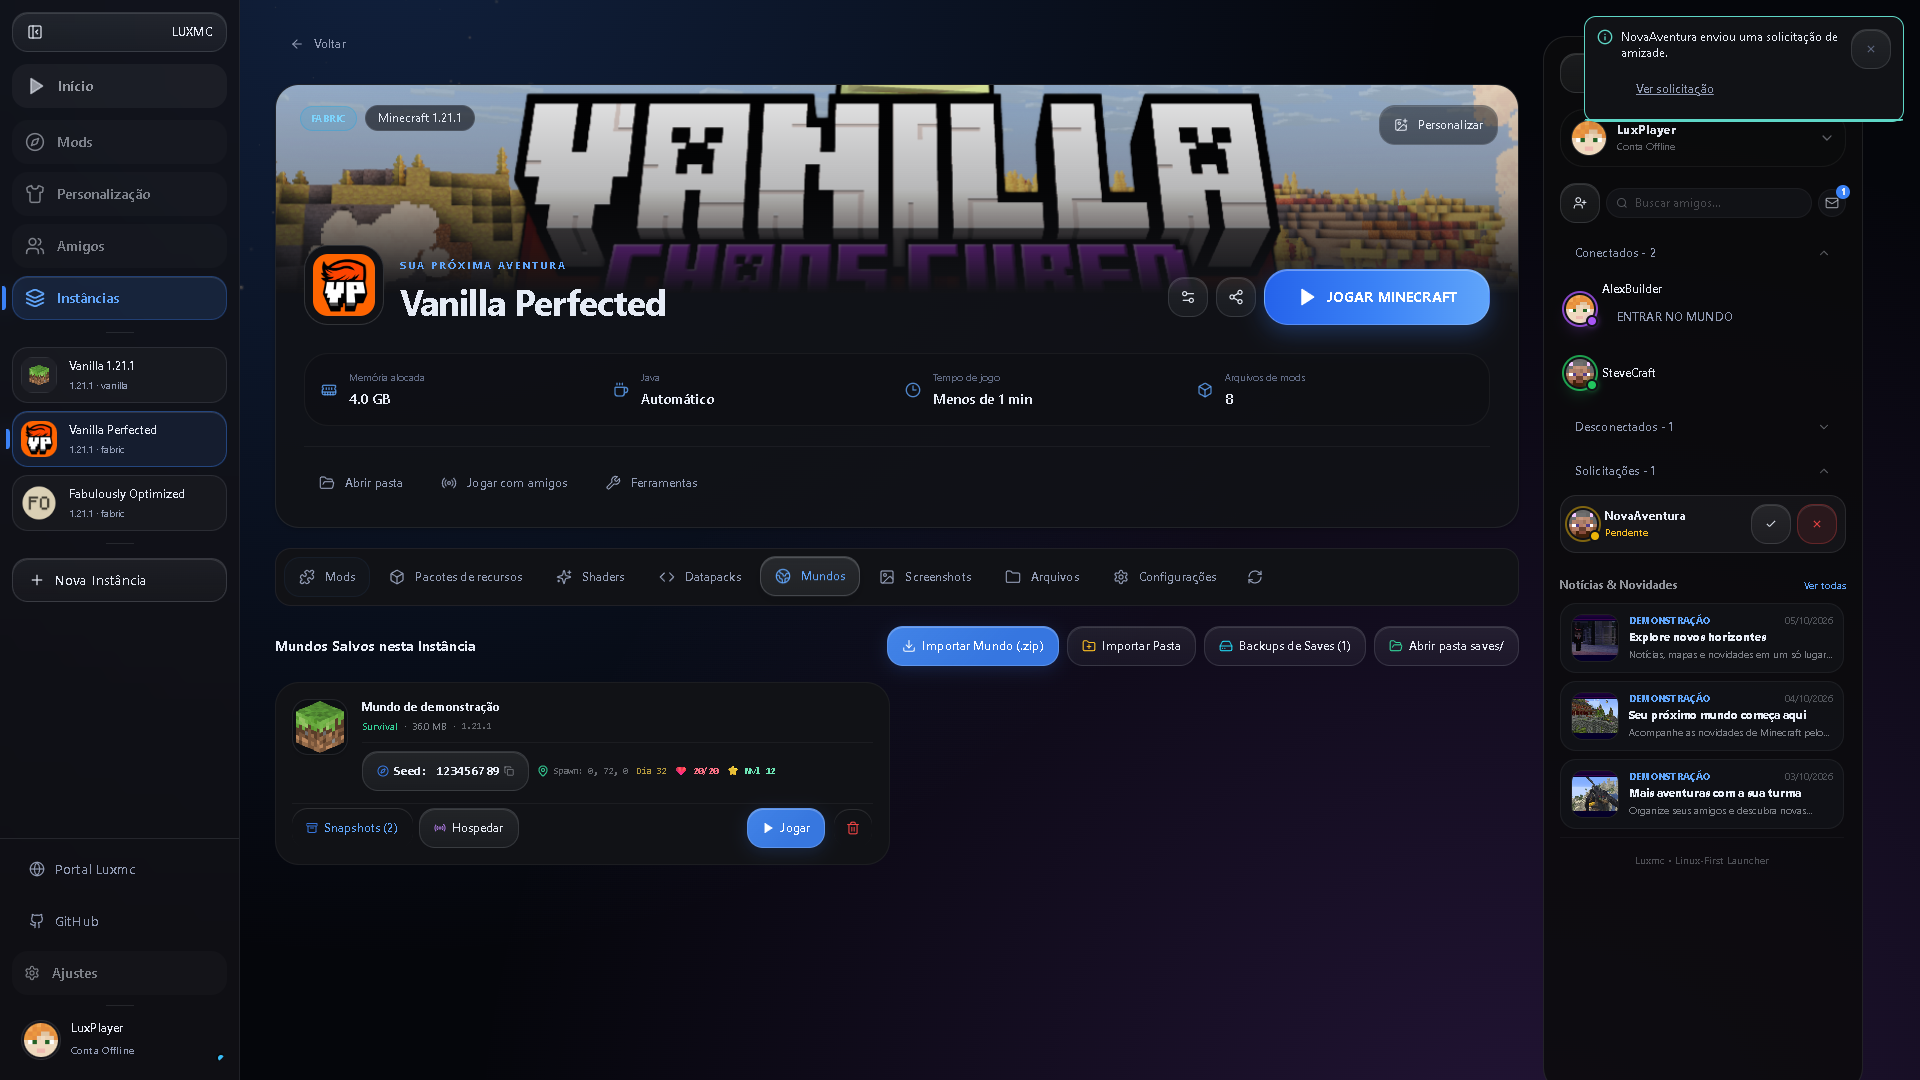 LUXMC
Início
Mods
Personalização
Amigos
Instâncias
Vanilla 1.21.1
1.21.1 · vanilla
Vanilla Perfected
1.21.1 · fabric
FO
Fabulously Optimized
1.21.1 · fabric
Nova Instância
Portal Luxmc
GitHub
Ajustes
LuxPlayer
Conta Offline
Voltar
FABRIC
Minecraft 1.21.1
VANILLA
CHAOS CUBED
Personalizar
VP
SUA PRÓXIMA AVENTURA
Vanilla Perfected
JOGAR MINECRAFT
Memória alocada
4.0 GB
Java
Automático
Tempo de jogo
Menos de 1 min
Arquivos de mods
8
Abrir pasta
Jogar com amigos
Ferramentas
Mods
Pacotes de recursos
Shaders
Datapacks
Mundos
Screenshots
Arquivos
Configurações
Mundos Salvos nesta Instância
Importar Mundo (.zip)
Importar Pasta
Backups de Saves (1)
Abrir pasta saves/
Mundo de demonstração
Survival · 36.0 MB · 1.21.1
Seed: 123456789
Spawn: 0, 72, 0
Dia 32
20/20
Nvl 12
Snapshots (2)
Hospedar
Jogar
NovaAventura enviou uma solicitação de
amizade.
Ver solicitação
LuxPlayer
Conta Offline
Buscar amigos...
1
Conectados - 2
AlexBuilder
ENTRAR NO MUNDO
SteveCraft
Desconectados - 1
Solicitações - 1
NovaAventura
Pendente
Notícias & Novidades
Ver todas
DEMONSTRAÇÃO
05/10/2026
Explore novos horizontes
Notícias, mapas e novidades em um só lugar...
DEMONSTRAÇÃO
04/10/2026
Seu próximo mundo começa aqui
Acompanhe as novidades de Minecraft pelo...
DEMONSTRAÇÃO
03/10/2026
Mais aventuras com a sua turma
Organize seus amigos e descubra novas...
Luxmc • Linux-First Launcher